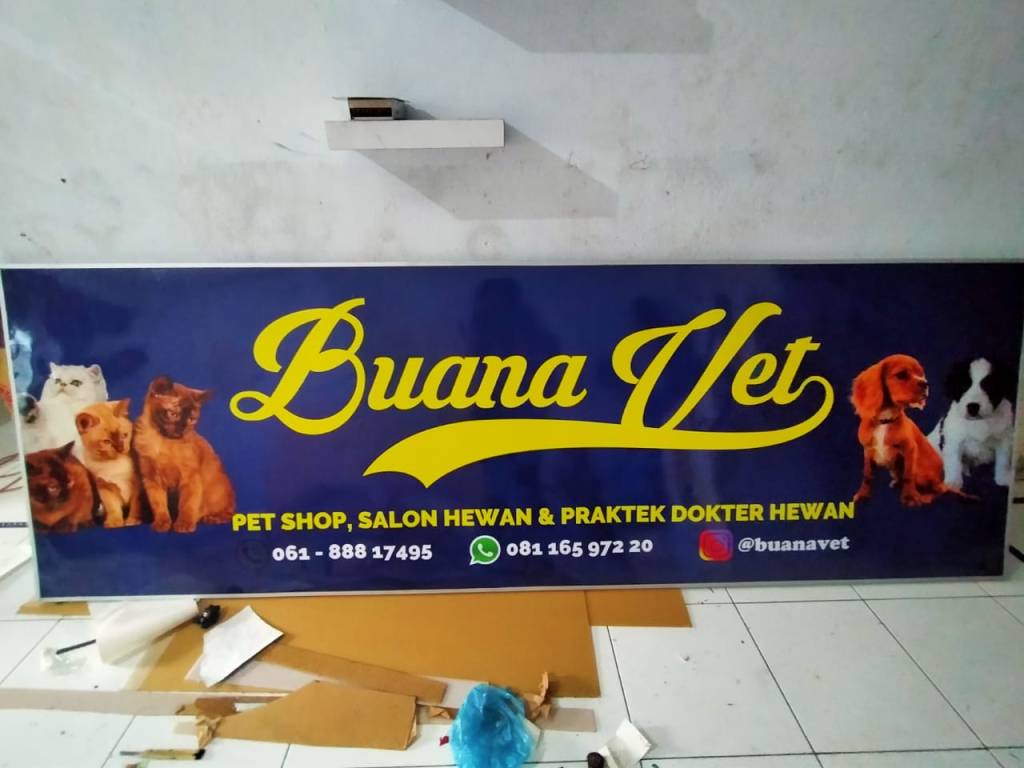 Buana Vet
PET SHOP, SALON HEWAN & PRAKTEK DOKTER HEWAN
061 - 888 17495 081 165 972 20 @buanavet